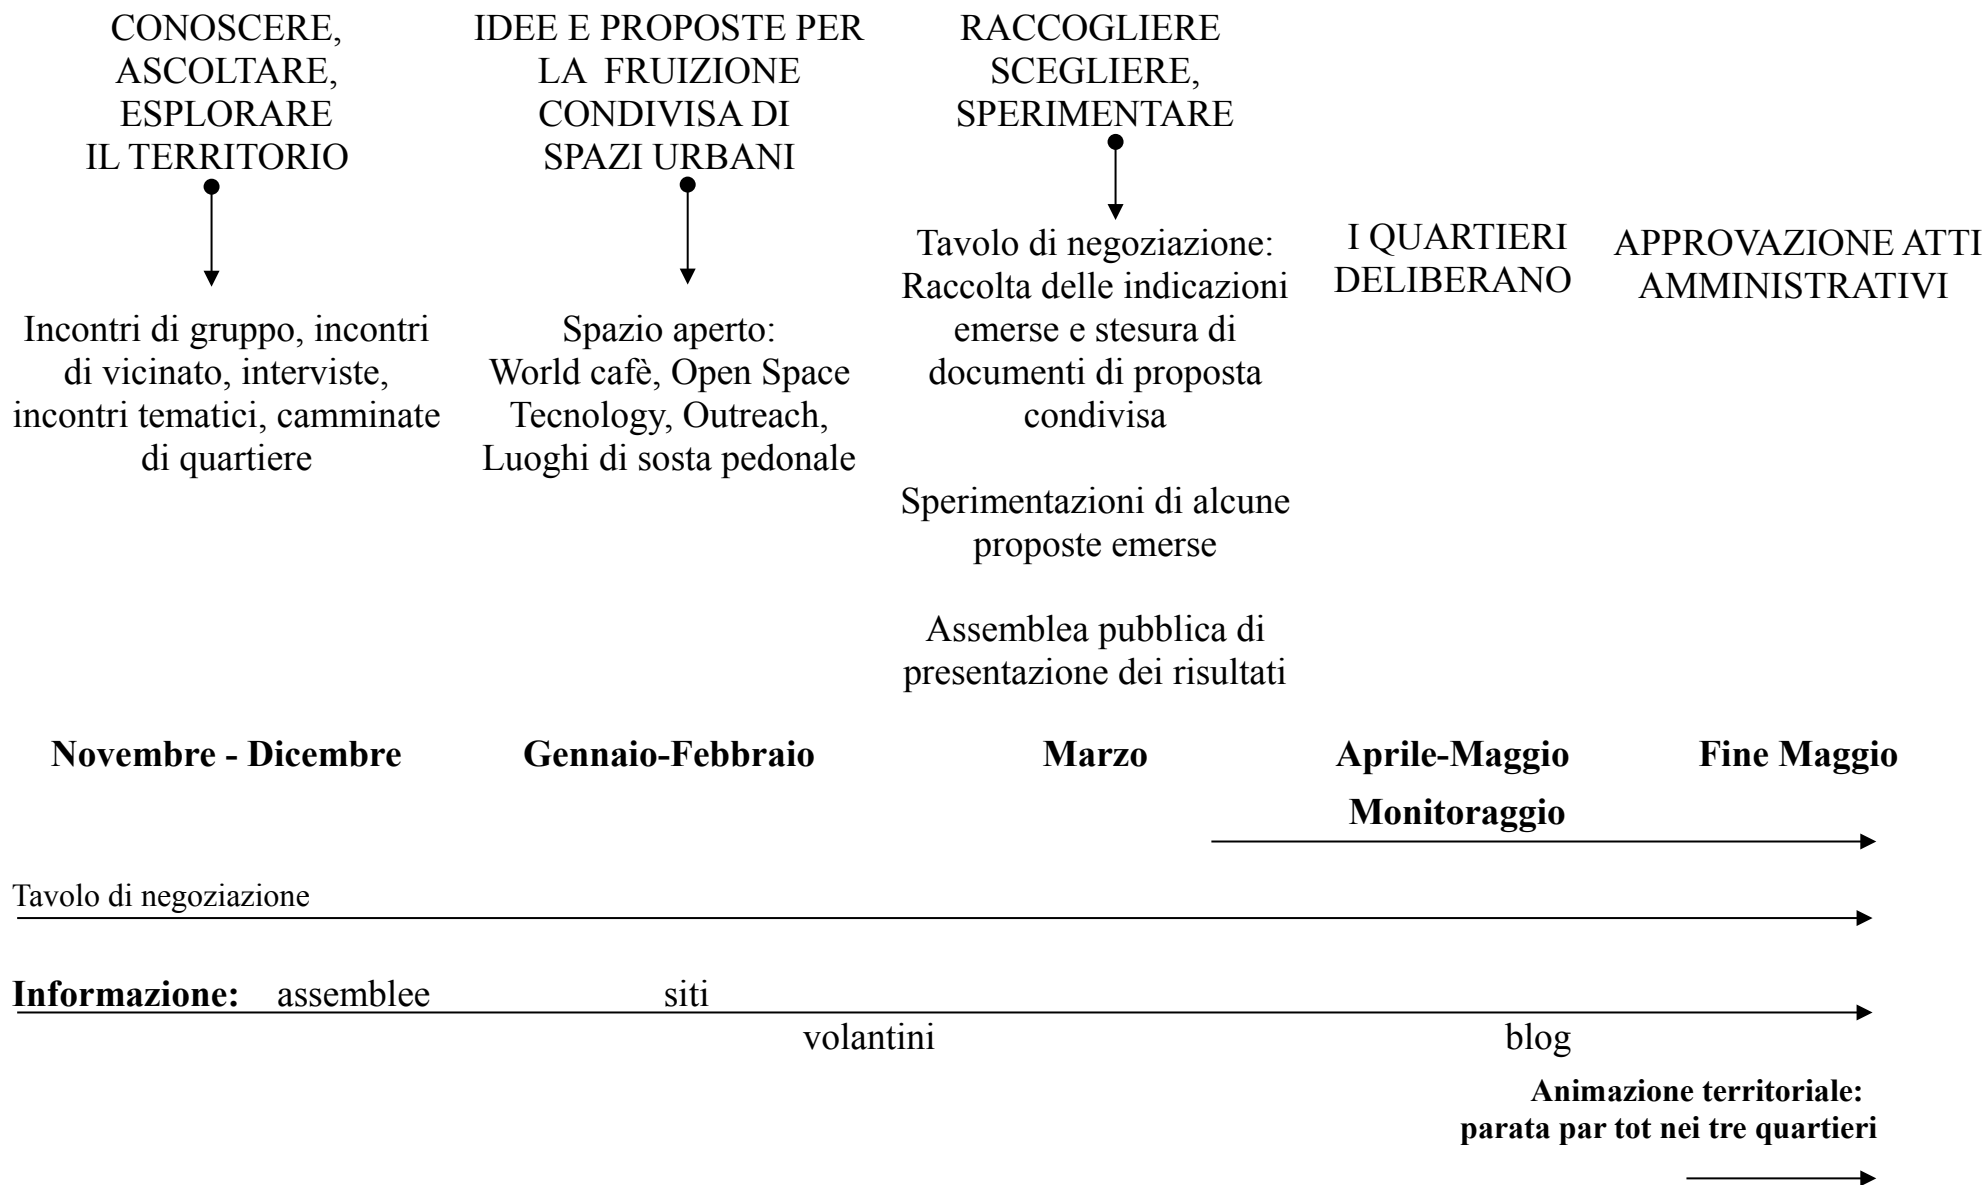 CONOSCERE,
ASCOLTARE,
ESPLORARE
IL TERRITORIO
IDEE E PROPOSTE PER
LA FRUIZIONE
CONDIVISA DI
SPAZI URBANI
RACCOGLIERE
SCEGLIERE,
SPERIMENTARE
Incontri di gruppo, incontri
di vicinato, interviste,
incontri tematici, camminate
di quartiere
Spazio aperto:
World cafè, Open Space
Tecnology, Outreach,
Luoghi di sosta pedonale
Tavolo di negoziazione:
Raccolta delle indicazioni
emerse e stesura di
documenti di proposta
condivisa
Sperimentazioni di alcune
proposte emerse
Assemblea pubblica di
presentazione dei risultati
I QUARTIERI
DELIBERANO
APPROVAZIONE ATTI
AMMINISTRATIVI
Novembre - Dicembre
Gennaio-Febbraio
Marzo
Aprile-Maggio
Fine Maggio
Monitoraggio
Tavolo di negoziazione
Informazione: assemblee siti
volantini blog
Animazione territoriale:
parata par tot nei tre quartieri